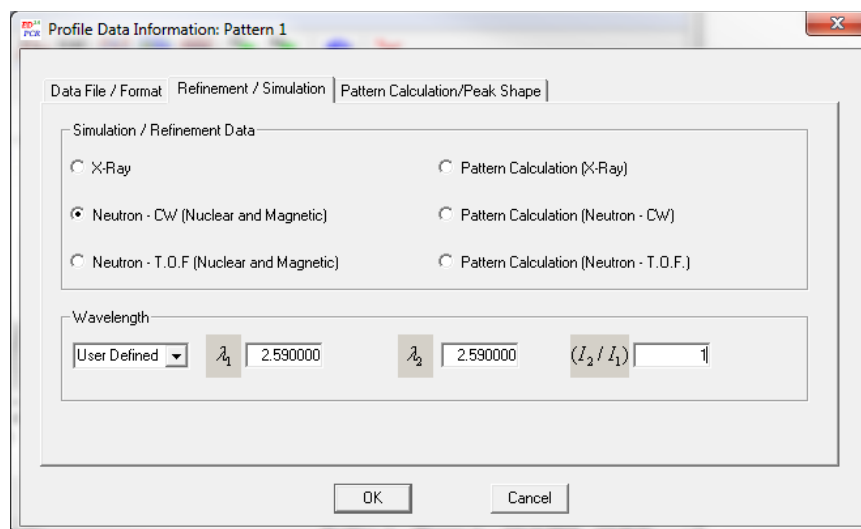 ED PCR Profile Data Information: Pattern 1
Data File / Format Refinement / Simulation Pattern Calculation/Peak Shape
Simulation / Refinement Data
X-Ray Pattern Calculation (X-Ray)
Neutron - CW (Nuclear and Magnetic) Pattern Calculation (Neutron - CW)
Neutron - T.O.F (Nuclear and Magnetic) Pattern Calculation (Neutron - T.O.F.)
Wavelength
User Defined λ₁ 2.590000 λ₂ 2.590000 (I₂ / I₁) 1
OK Cancel